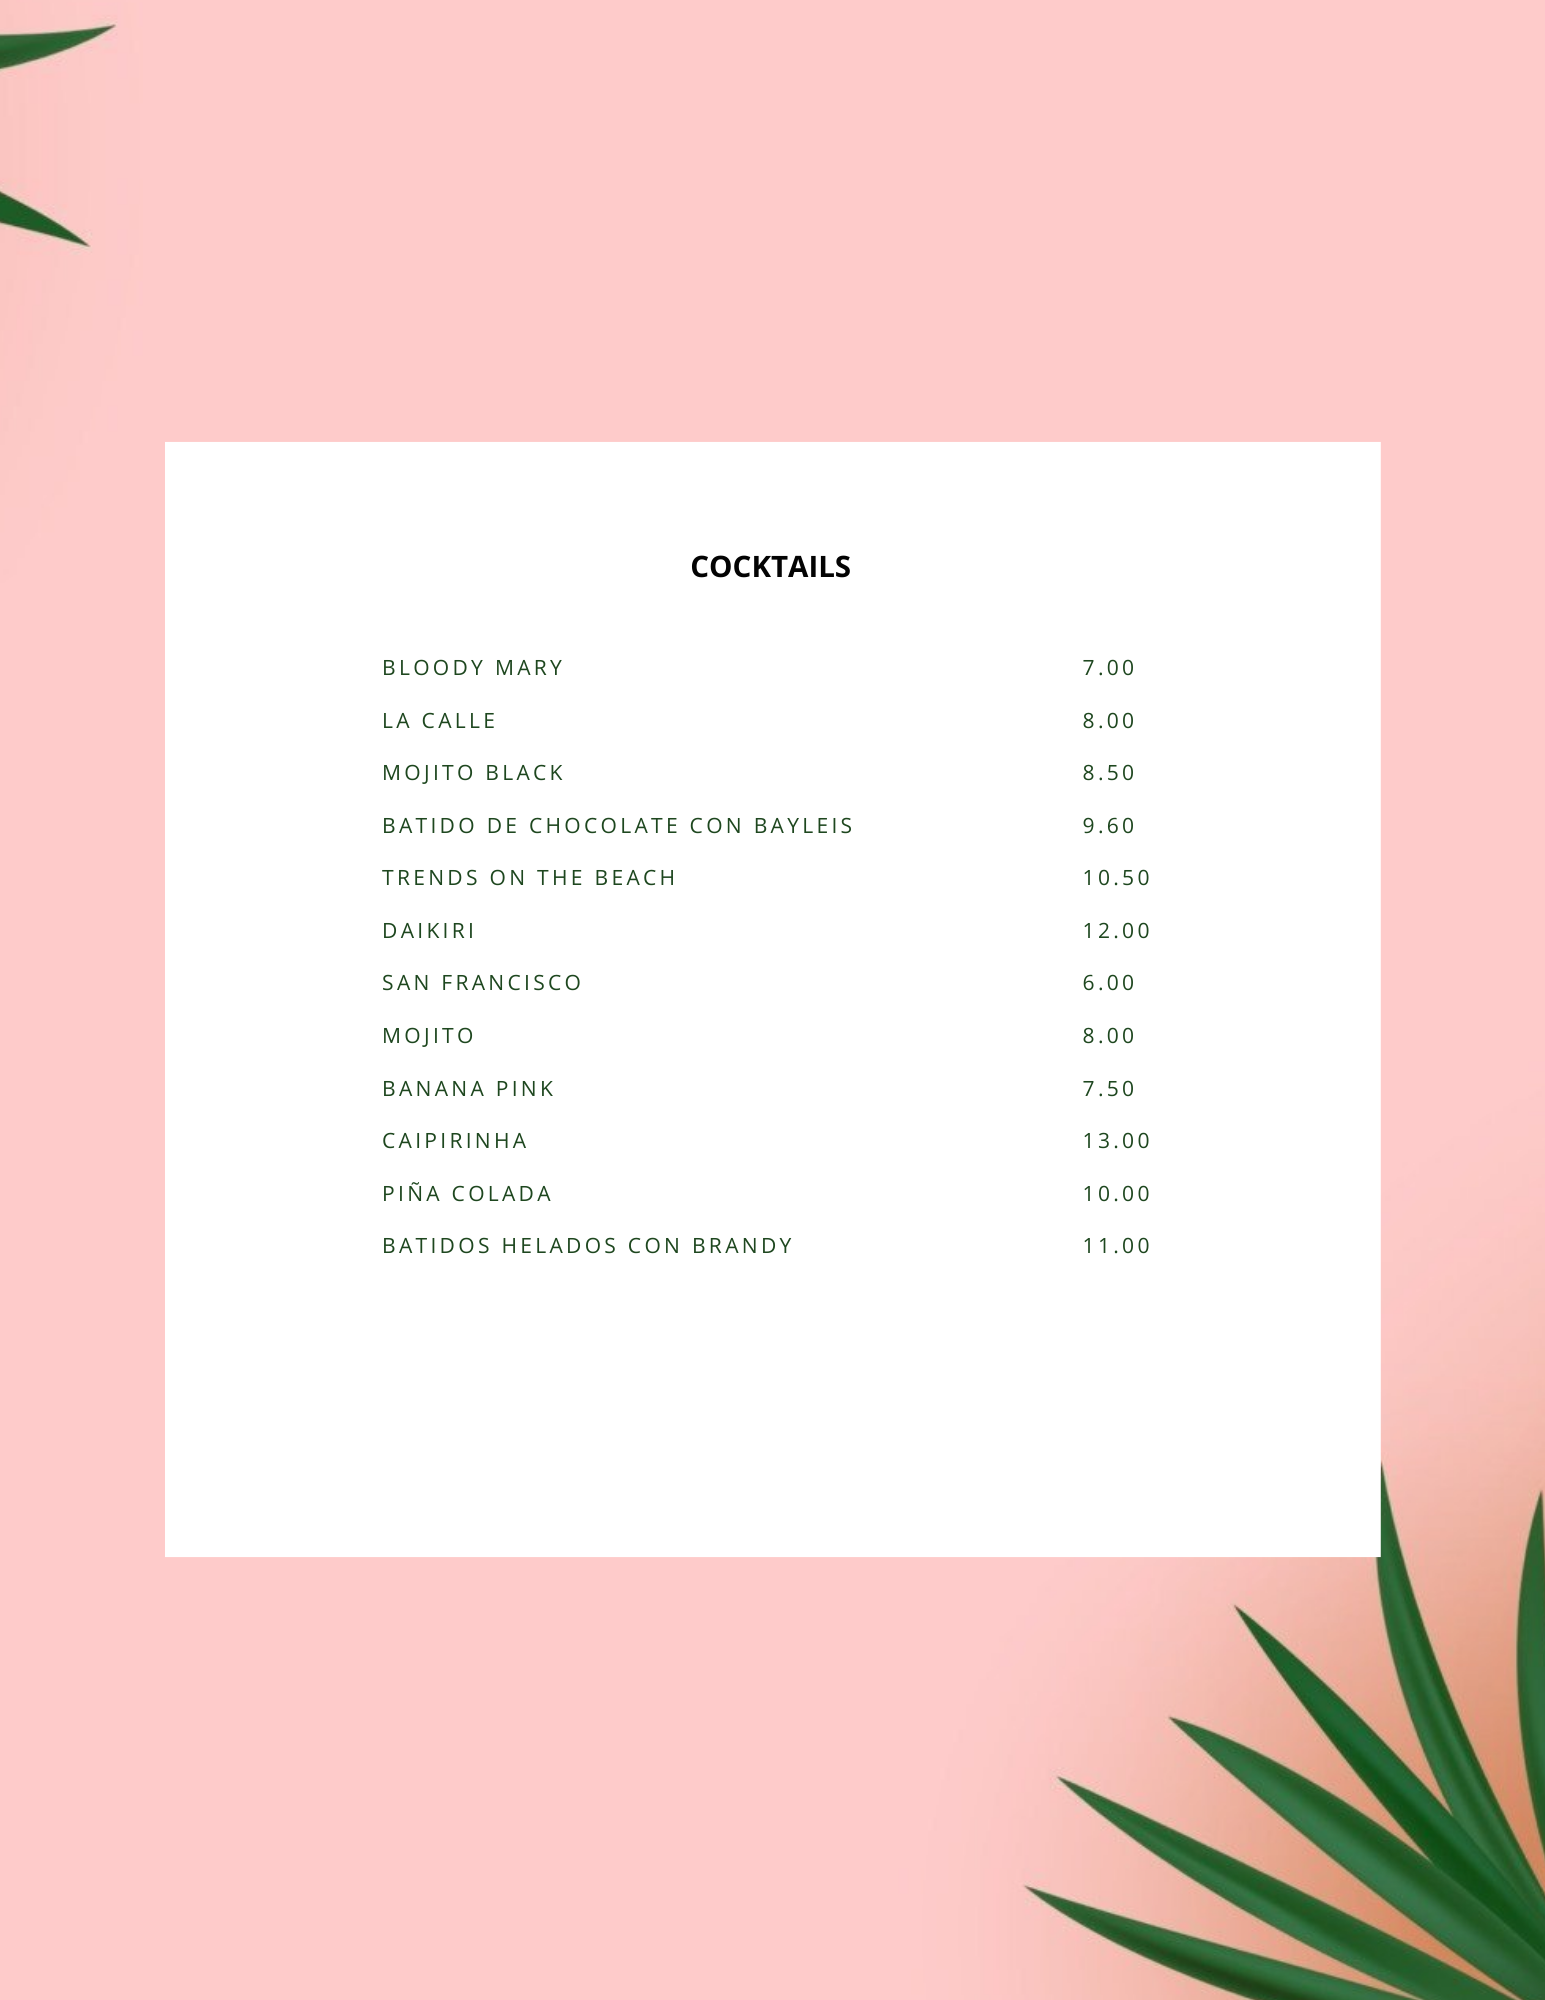 COCKTAILS
BLOODY MARY 7.00
LA CALLE 8.00
MOJITO BLACK 8.50
BATIDO DE CHOCOLATE CON BAYLEIS 9.60
TRENDS ON THE BEACH 10.50
DAIKIRI 12.00
SAN FRANCISCO 6.00
MOJITO 8.00
BANANA PINK 7.50
CAIPIRINHA 13.00
PIÑA COLADA 10.00
BATIDOS HELADOS CON BRANDY 11.00